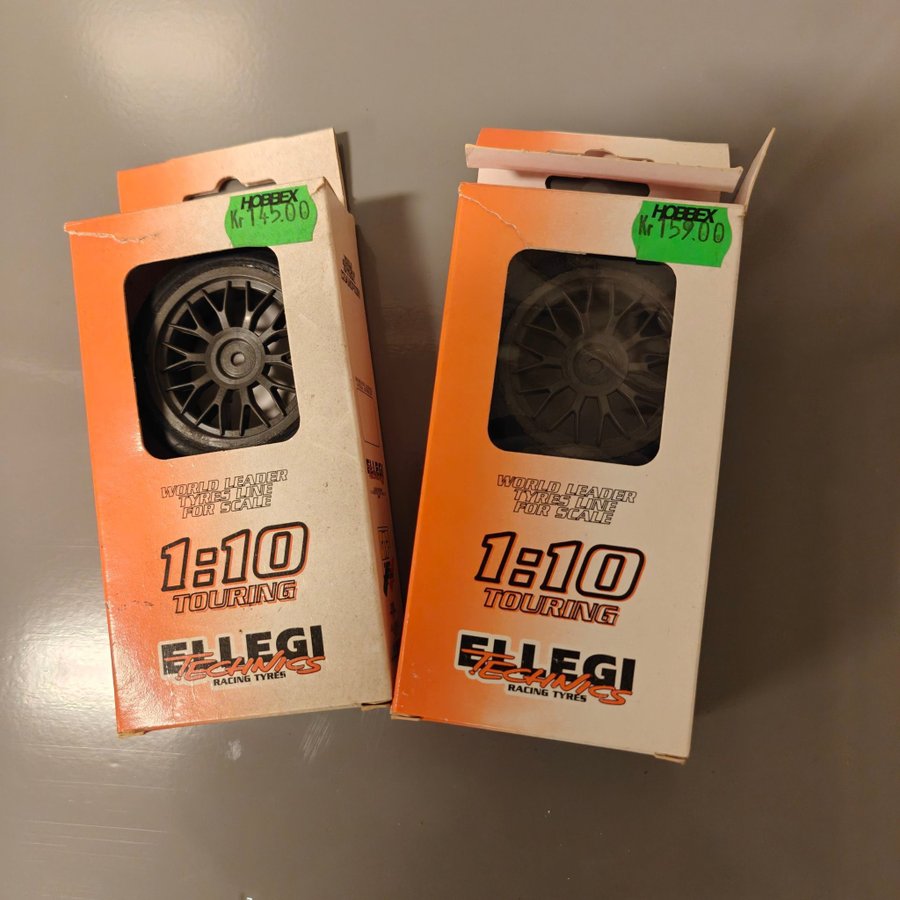 HOBBEX
Kr 145.00
WORLD LEADER
TYRES LINE
FOR SCALE
1:10
TOURING
ELLEGI
TECHNICS
RACING TYRES
ELLEGI
HOBBEX
Kr 159.00
WORLD LEADER
TYRES LINE
FOR SCALE
1:10
TOURING
ELLEGI
TECHNICS
RACING TYRES